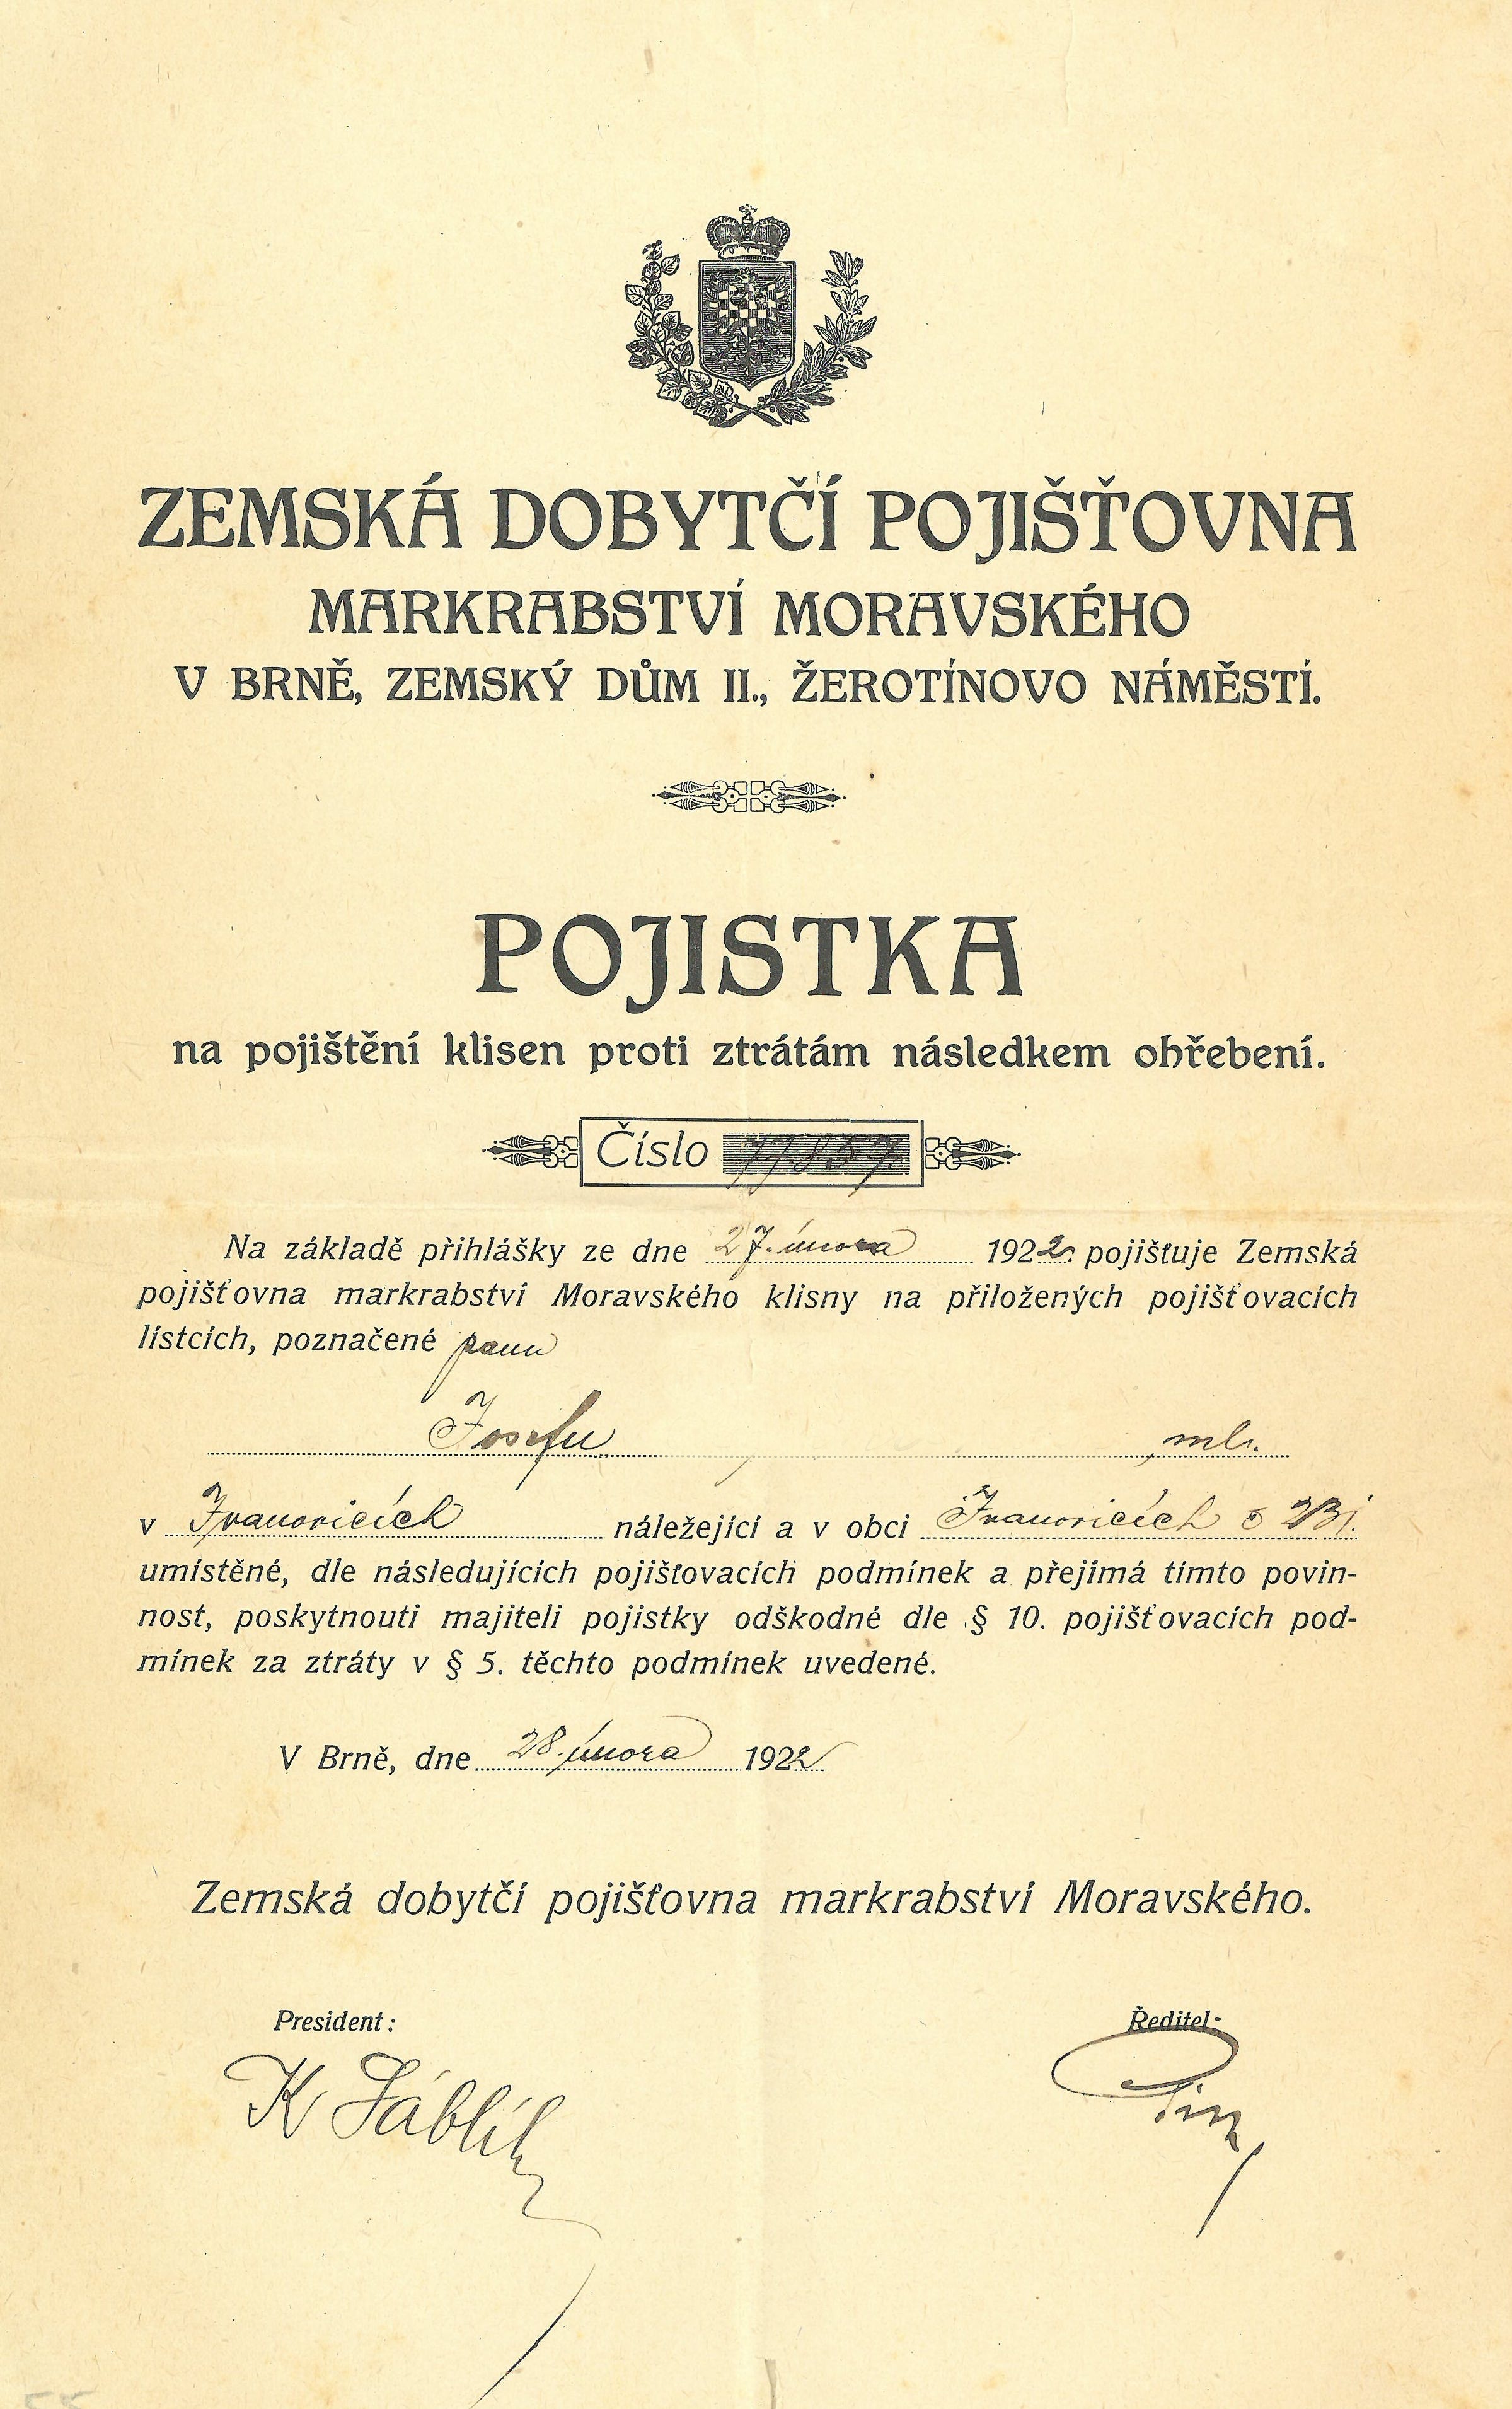 ZEMSKÁ DOBYTČÍ POJIŠŤOVNA
MARKRABSTVÍ MORAVSKÉHO
V BRNĚ, ZEMSKÝ DŮM II., ŽEROTÍNOVO NÁMĚSTÍ.
POJISTKA
na pojištění klisen proti ztrátám následkem ohřebení.
Číslo
Na základě přihlášky ze dne 27. února 1922. pojišťuje Zemská
pojišťovna markrabství Moravského klisny na přiložených pojišťovacích
lístcích, poznačené panu
Josefu ml.
v Ivanovicích náležející a v obci Ivanovicích
umístěné, dle následujících pojišťovacích podmínek a přejímá tímto povin-
nost, poskytnouti majiteli pojistky odškodné dle § 10. pojišťovacích pod-
mínek za ztráty v § 5. těchto podmínek uvedené.
V Brně, dne 28. února 1922
Zemská dobytčí pojišťovna markrabství Moravského.
President: Ředitel: